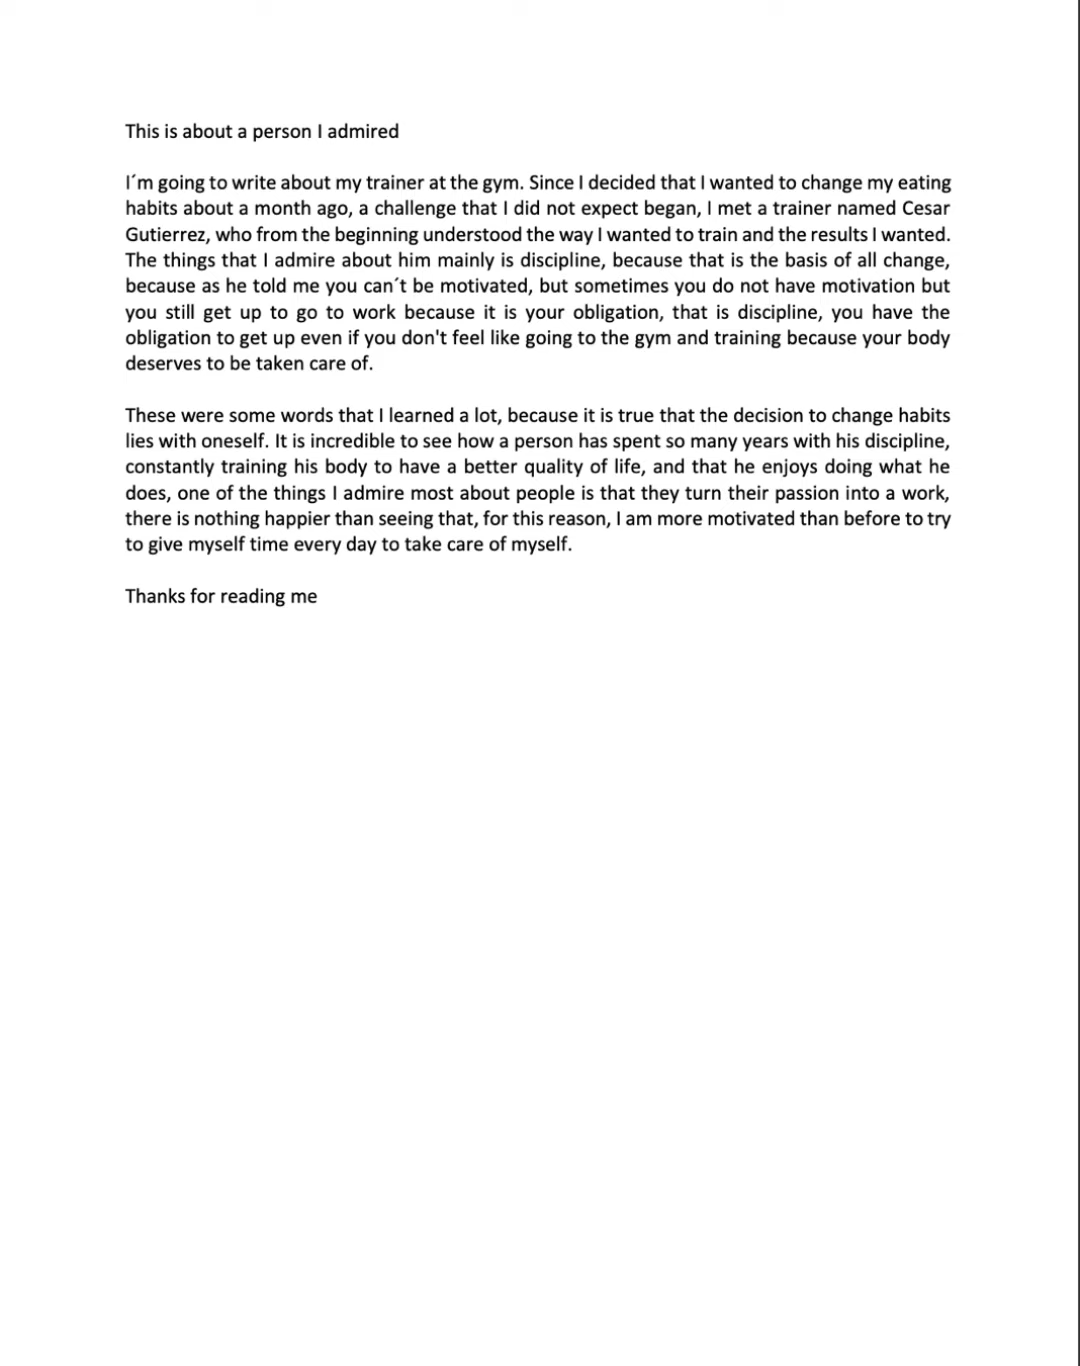 This is about a person I admired
I´m going to write about my trainer at the gym. Since I decided that I wanted to change my eating
habits about a month ago, a challenge that I did not expect began, I met a trainer named Cesar
Gutierrez, who from the beginning understood the way I wanted to train and the results I wanted.
The things that I admire about him mainly is discipline, because that is the basis of all change,
because as he told me you can´t be motivated, but sometimes you do not have motivation but
you still get up to go to work because it is your obligation, that is discipline, you have the
obligation to get up even if you don't feel like going to the gym and training because your body
deserves to be taken care of.
These were some words that I learned a lot, because it is true that the decision to change habits
lies with oneself. It is incredible to see how a person has spent so many years with his discipline,
constantly training his body to have a better quality of life, and that he enjoys doing what he
does, one of the things I admire most about people is that they turn their passion into a work,
there is nothing happier than seeing that, for this reason, I am more motivated than before to try
to give myself time every day to take care of myself.
Thanks for reading me